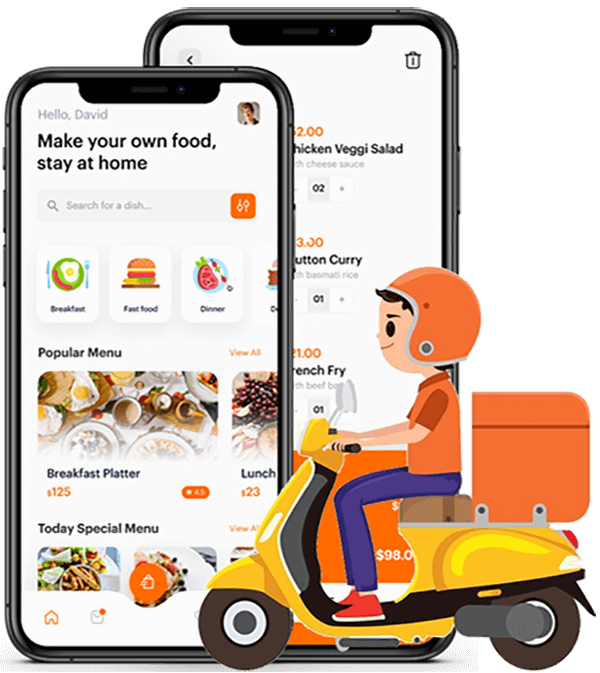 Hello, David
Make your own food,
stay at home
Search for a dish...
Breakfast
Fast food
Dinner
Popular Menu
View All
Breakfast Platter
$125
4.5
Lunch
$23
Today Special Menu
View Al
2.00
hicken Veggi Salad
th cheese sauce
- 02 +
3.00
utton Curry
th basmati rice
- 01 +
21.00
rench Fry
ith beef ba
01
$98.0